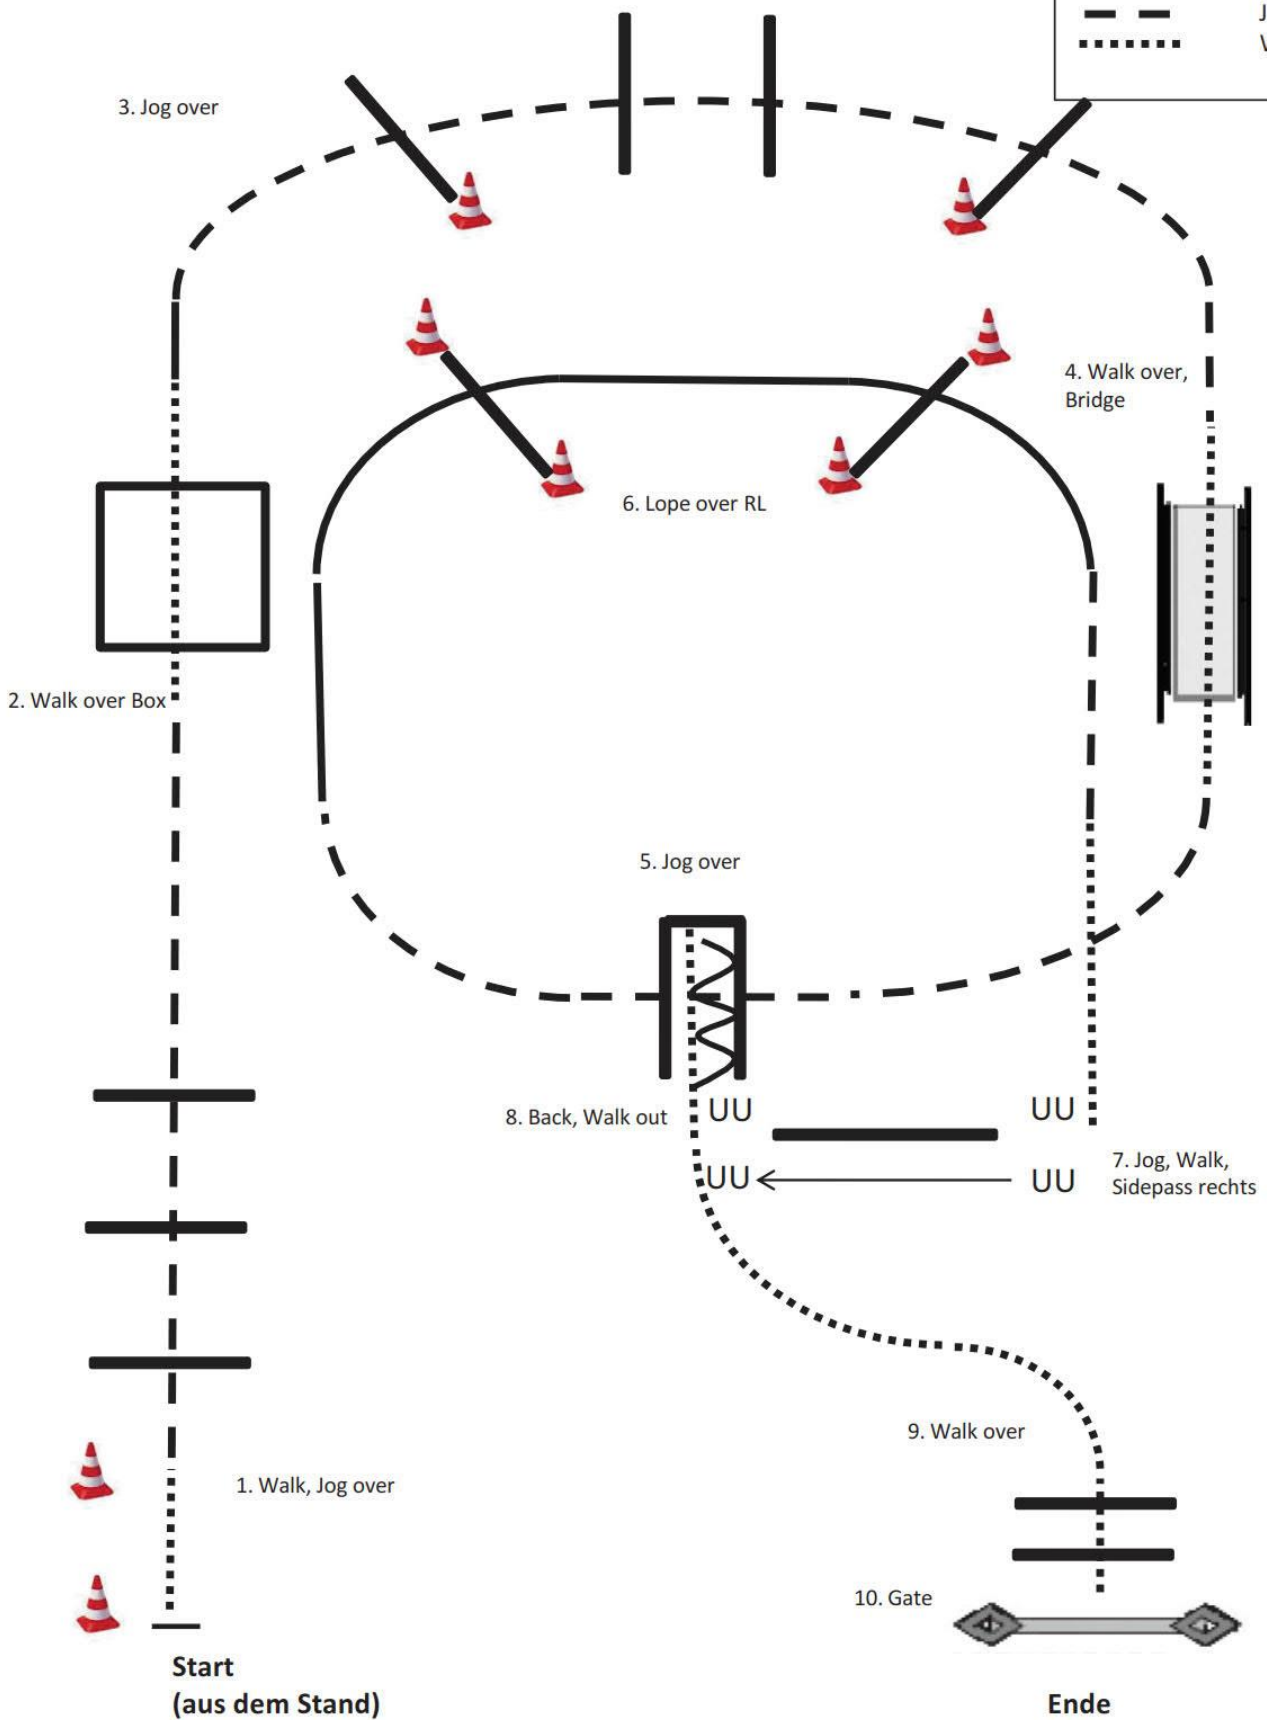 3. Jog over
4. Walk over,
Bridge
6. Lope over RL
2. Walk over Box
5. Jog over
8. Back, Walk out
UU
UU
UU
UU
7. Jog, Walk,
Sidepass rechts
9. Walk over
1. Walk, Jog over
10. Gate
Start
(aus dem Stand)
Ende